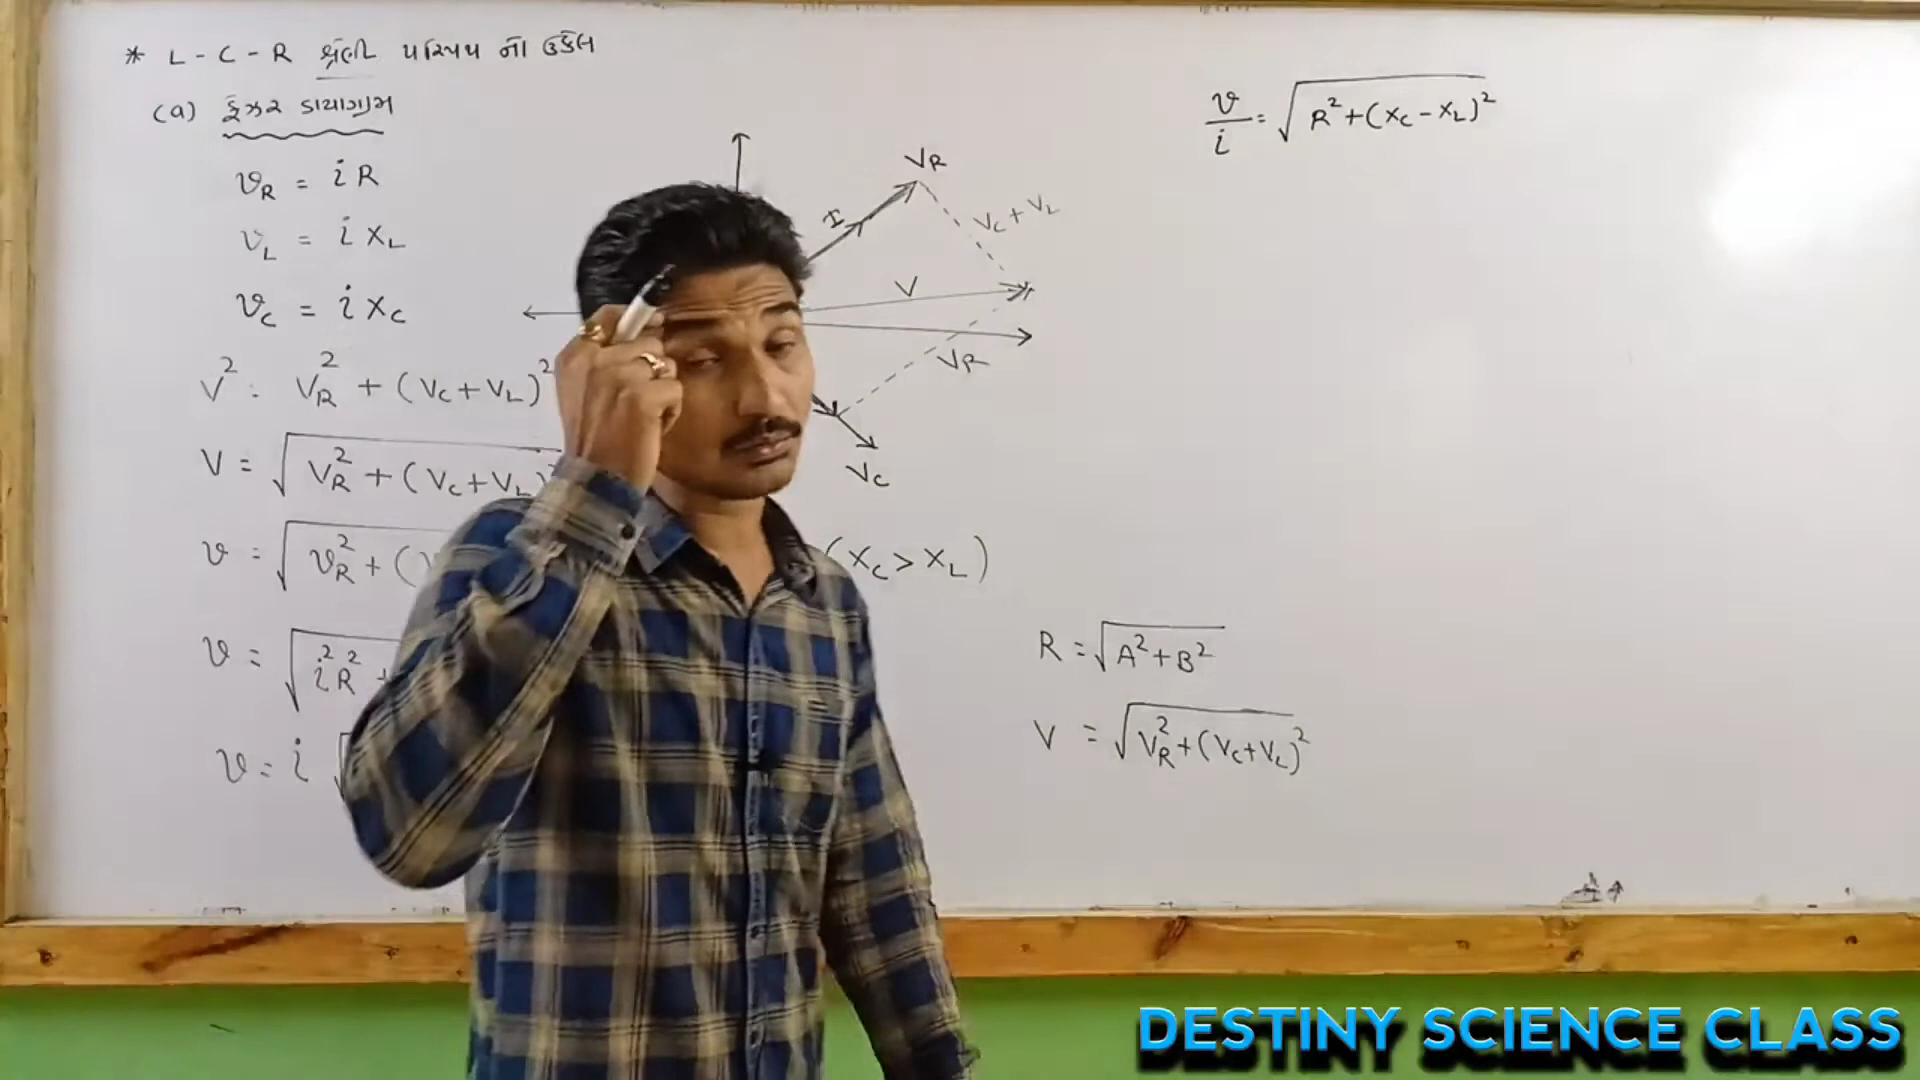 * L - C - R શ્રેણી પરિપથ નો ઉકેલ
(a) ફેઝર ડાયાગ્રામ
v_R = i R
v_L = i X_L
v_C = i X_C
V² = V_R² + (V_C + V_L)²
V = √V_R² + (V_C + V_L)
v = √v_R² + (
v = √i²R² +
v = i √
V_R
I
V_C + V_L
V
V_R
V_C
(X_C > X_L)
v/i = √R² + (X_C - X_L)²
R = √A² + B²
V = √V_R² + (V_C + V_L)²
DESTINY SCIENCE CLASS